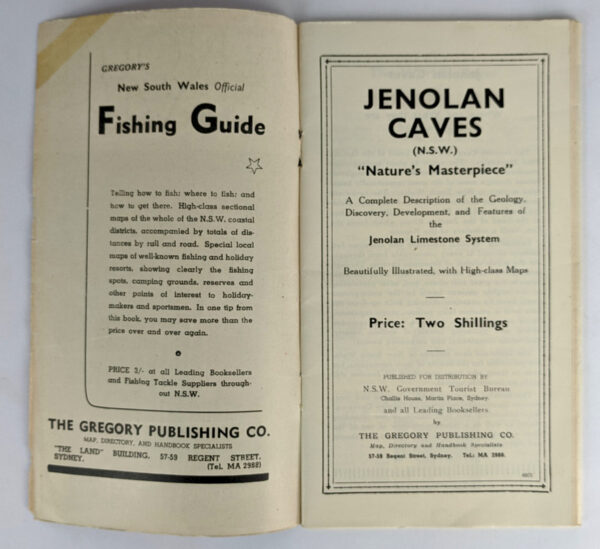 GREGORY'S
New South Wales Official
Fishing Guide
Telling how to fish; where to fish; and
how to get there. High-class sectional
maps of the whole of the N.S.W. coastal
districts, accompanied by totals of dis-
tances by rail and road. Special local
maps of well-known fishing and holiday
resorts, showing clearly the fishing
spots, camping grounds, reserves and
other points of interest to holiday-
makers and sportsmen. In one tip from
this book, you may save more than the
price over and over again.
PRICE 3/- at all Leading Booksellers
and Fishing Tackle Suppliers through-
out N.S.W.
THE GREGORY PUBLISHING CO.
MAP, DIRECTORY, AND HANDBOOK SPECIALISTS
"THE LAND" BUILDING, 57-59 REGENT STREET,
SYDNEY. (Tel. MA 2988)
JENOLAN
CAVES
(N.S.W.)
"Nature's Masterpiece"
A Complete Description of the Geology,
Discovery, Development, and Features of
the
Jenolan Limestone System
Beautifully Illustrated, with High-class Maps
Price: Two Shillings
PUBLISHED FOR DISTRIBUTION BY
N.S.W. Government Tourist Bureau
Challis House, Martin Place, Sydney.
and all Leading Booksellers
by
THE GREGORY PUBLISHING CO.
Map, Directory and Handbook Specialists
57-59 Regent Street, Sydney. Tel.: MA 2988.